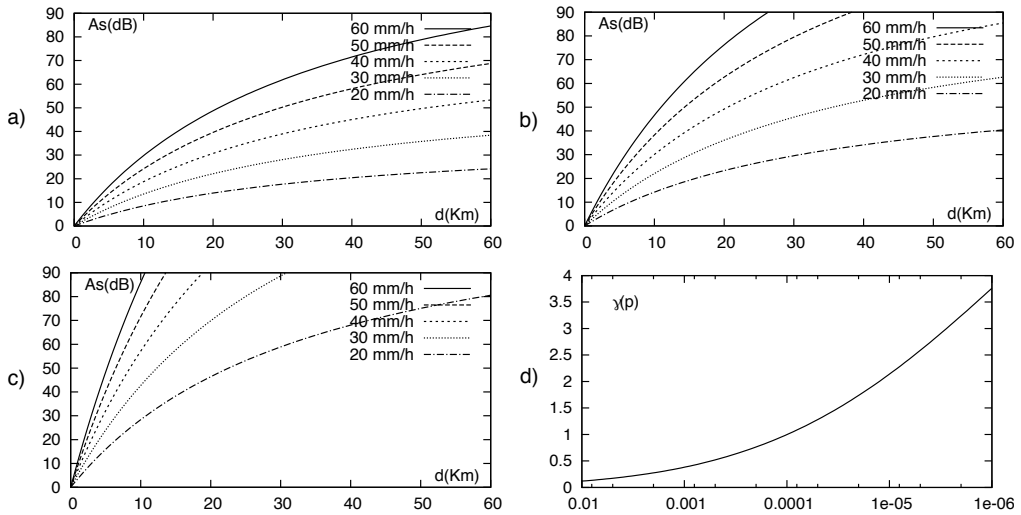 a)
As(dB)
60 mm/h
50 mm/h
40 mm/h
30 mm/h
20 mm/h
d(Km)
90
80
70
60
50
40
30
20
10
0
0 10 20 30 40 50 60
b)
As(dB)
60 mm/h
50 mm/h
40 mm/h
30 mm/h
20 mm/h
d(Km)
90
80
70
60
50
40
30
20
10
0
0 10 20 30 40 50 60
c)
As(dB)
60 mm/h
50 mm/h
40 mm/h
30 mm/h
20 mm/h
d(Km)
90
80
70
60
50
40
30
20
10
0
0 10 20 30 40 50 60
d)
γ(p)
4
3.5
3
2.5
2
1.5
1
0.5
0
0.01 0.001 0.0001 1e-05 1e-06